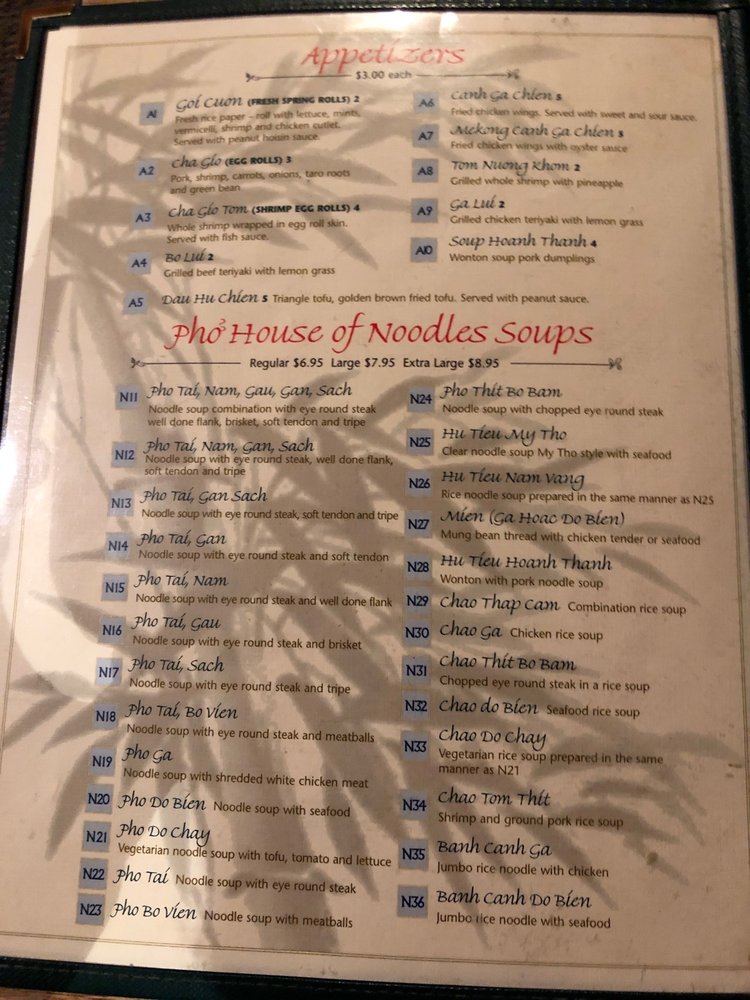 Appetizers
$3.00 each
A1 Goi Cuon (FRESH SPRING ROLLS) 2
Fresh rice paper - roll with lettuce, mints,
vermicelli, shrimp and chicken cutlet.
Served with peanut hoisin sauce.
A2 Cha Gio (EGG ROLLS) 3
Pork, shrimp, carrots, onions, taro roots
and green bean
A3 Cha Gio Tom (SHRIMP EGG ROLLS) 4
Whole shrimp wrapped in egg roll skin.
Served with fish sauce.
A4 Bo Lui 2
Grilled beef teriyaki with lemon grass
A5 Dau Hu Chien 5 Triangle tofu, golden brown fried tofu. Served with peanut sauce.
A6 Canh Ga Chien 5
Fried chicken wings. Served with sweet and sour sauce.
A7 Mekong Canh Ga Chien 5
Fried chicken wings with oyster sauce
A8 Tom Nuong Khom 2
Grilled whole shrimp with pineapple
A9 Ga Lui 2
Grilled chicken teriyaki with lemon grass
A10 Soup Hoanh Thanh 4
Wonton soup pork dumplings
Phở House of Noodles Soups
Regular $6.95 Large $7.95 Extra Large $8.95
N11 Pho Tai, Nam, Gau, Gan, Sach
Noodle soup combination with eye round steak
well done flank, brisket, soft tendon and tripe
N12 Pho Tai, Nam, Gan, Sach
Noodle soup with eye round steak, well done flank,
soft tendon and tripe
N13 Pho Tai, Gan Sach
Noodle soup with eye round steak, soft tendon and tripe
N14 Pho Tai, Gan
Noodle soup with eye round steak and soft tendon
N15 Pho Tai, Nam
Noodle soup with eye round steak and well done flank
N16 Pho Tai, Gau
Noodle soup with eye round steak and brisket
N17 Pho Tai, Sach
Noodle soup with eye round steak and tripe
N18 Pho Tai, Bo Vien
Noodle soup with eye round steak and meatballs
N19 Pho Ga
Noodle soup with shredded white chicken meat
N20 Pho Do Bien Noodle soup with seafood
N21 Pho Do Chay
Vegetarian noodle soup with tofu, tomato and lettuce
N22 Pho Tai Noodle soup with eye round steak
N23 Pho Bo Vien Noodle soup with meatballs
N24 Pho Thit Bo Bam
Noodle soup with chopped eye round steak
N25 Hu Tieu My Tho
Clear noodle soup My Tho style with seafood
N26 Hu Tieu Nam Vang
Rice noodle soup prepared in the same manner as N25
N27 Mien (Ga Hoac Do Bien)
Mung bean thread with chicken tender or seafood
N28 Hu Tieu Hoanh Thanh
Wonton with pork noodle soup
N29 Chao Thap Cam Combination rice soup
N30 Chao Ga Chicken rice soup
N31 Chao Thit Bo Bam
Chopped eye round steak in a rice soup
N32 Chao do Bien Seafood rice soup
N33 Chao Do Chay
Vegetarian rice soup prepared in the same
manner as N21
N34 Chao Tom Thit
Shrimp and ground pork rice soup
N35 Banh Canh Ga
Jumbo rice noodle with chicken
N36 Banh Canh Do Bien
Jumbo rice noodle with seafood